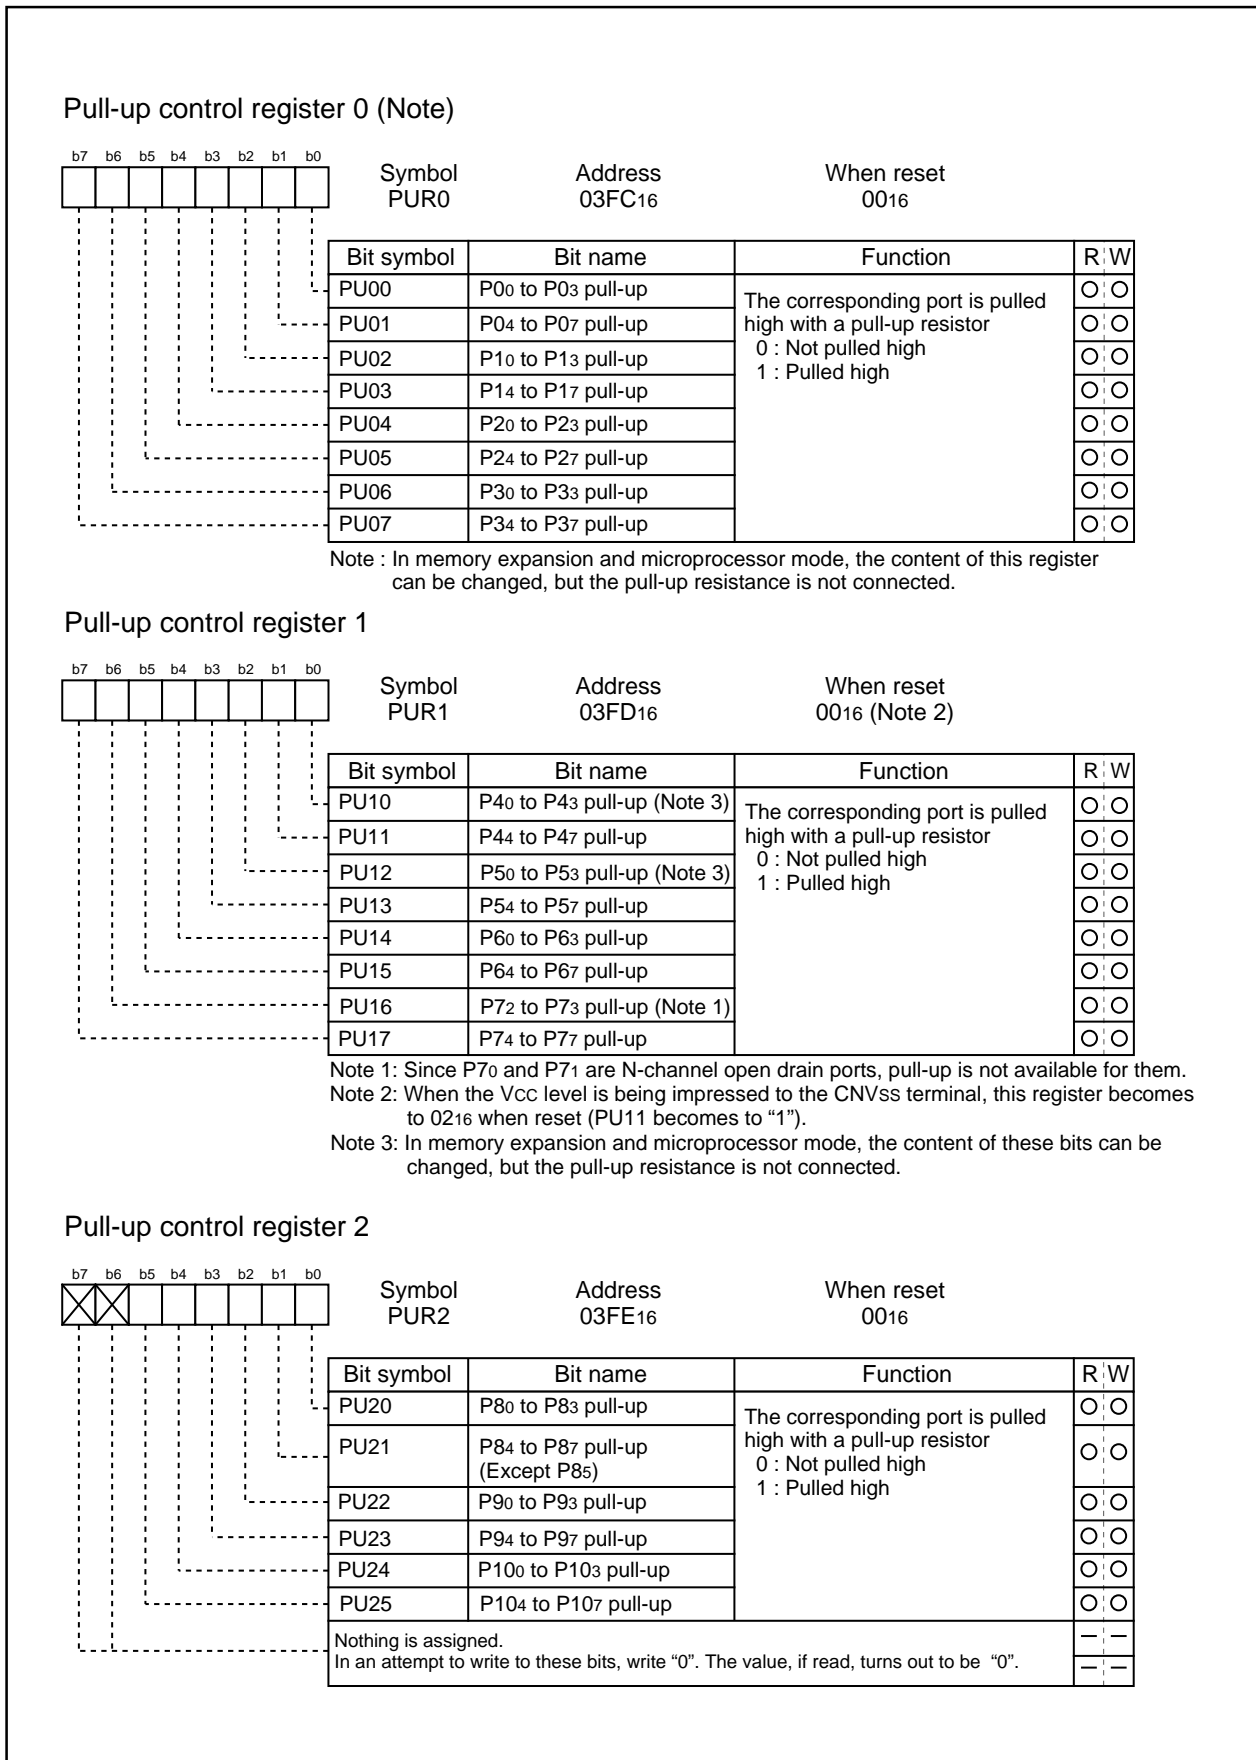 Pull-up control register 0 (Note)
b7 b6 b5 b4 b3 b2 b1 b0
Symbol Address When reset
PUR0 03FC16 0016
Bit symbol Bit name Function R W
PU00 P00 to P03 pull-up
The corresponding port is pulled
high with a pull-up resistor
0 : Not pulled high
1 : Pulled high
PU01 P04 to P07 pull-up
PU02 P10 to P13 pull-up
PU03 P14 to P17 pull-up
PU04 P20 to P23 pull-up
PU05 P24 to P27 pull-up
PU06 P30 to P33 pull-up
PU07 P34 to P37 pull-up
Note : In memory expansion and microprocessor mode, the content of this register
can be changed, but the pull-up resistance is not connected.
Pull-up control register 1
b7 b6 b5 b4 b3 b2 b1 b0
Symbol Address When reset
PUR1 03FD16 0016 (Note 2)
Bit symbol Bit name Function R W
PU10 P40 to P43 pull-up (Note 3)
The corresponding port is pulled
high with a pull-up resistor
0 : Not pulled high
1 : Pulled high
PU11 P44 to P47 pull-up
PU12 P50 to P53 pull-up (Note 3)
PU13 P54 to P57 pull-up
PU14 P60 to P63 pull-up
PU15 P64 to P67 pull-up
PU16 P72 to P73 pull-up (Note 1)
PU17 P74 to P77 pull-up
Note 1: Since P70 and P71 are N-channel open drain ports, pull-up is not available for them.
Note 2: When the VCC level is being impressed to the CNVSS terminal, this register becomes
to 0216 when reset (PU11 becomes to “1”).
Note 3: In memory expansion and microprocessor mode, the content of these bits can be
changed, but the pull-up resistance is not connected.
Pull-up control register 2
b7 b6 b5 b4 b3 b2 b1 b0
Symbol Address When reset
PUR2 03FE16 0016
Bit symbol Bit name Function R W
PU20 P80 to P83 pull-up
The corresponding port is pulled
high with a pull-up resistor
0 : Not pulled high
1 : Pulled high
PU21 P84 to P87 pull-up
(Except P85)
PU22 P90 to P93 pull-up
PU23 P94 to P97 pull-up
PU24 P100 to P103 pull-up
PU25 P104 to P107 pull-up
Nothing is assigned.
In an attempt to write to these bits, write “0”. The value, if read, turns out to be “0”.